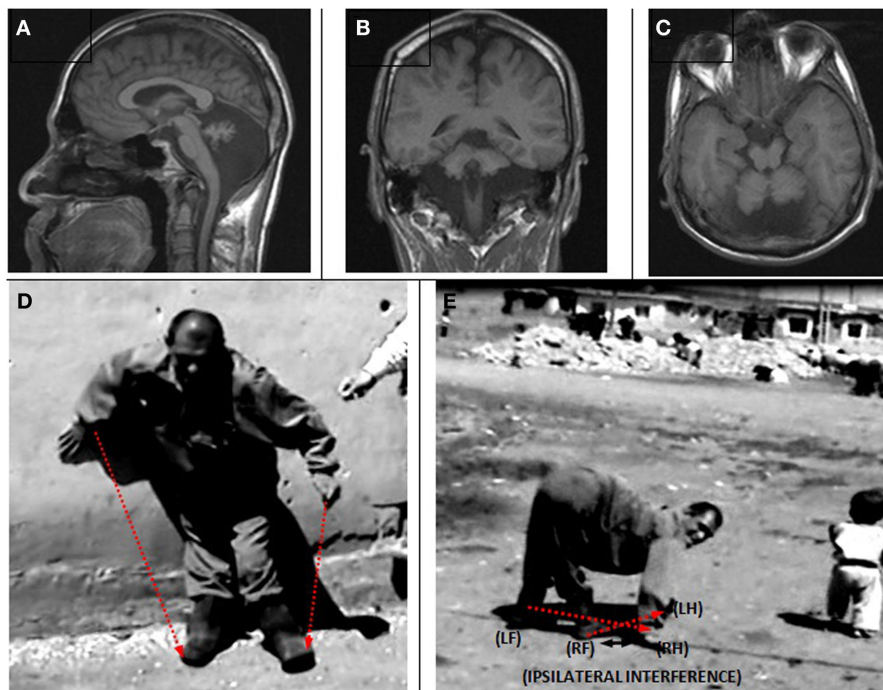 A
B
C
D
E
(LH)
(LF)
(RF)
(RH)
(IPSILATERAL INTERFERENCE)